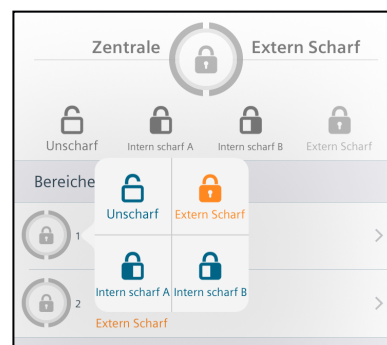 Zentrale Extern Scharf
Unscharf Intern scharf A Intern scharf B Extern Scharf
Bereiche
Unscharf Extern Scharf
1
Intern scharf A Intern scharf B
2
Extern Scharf